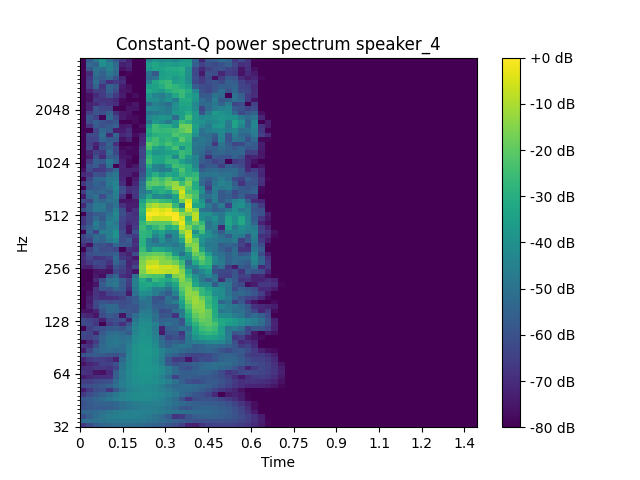 Constant-Q power spectrum speaker_4
Hz
2048
1024
512
256
128
64
32
0 0.15 0.3 0.45 0.6 0.75 0.9 1.1 1.2 1.4
Time
+0 dB
-10 dB
-20 dB
-30 dB
-40 dB
-50 dB
-60 dB
-70 dB
-80 dB